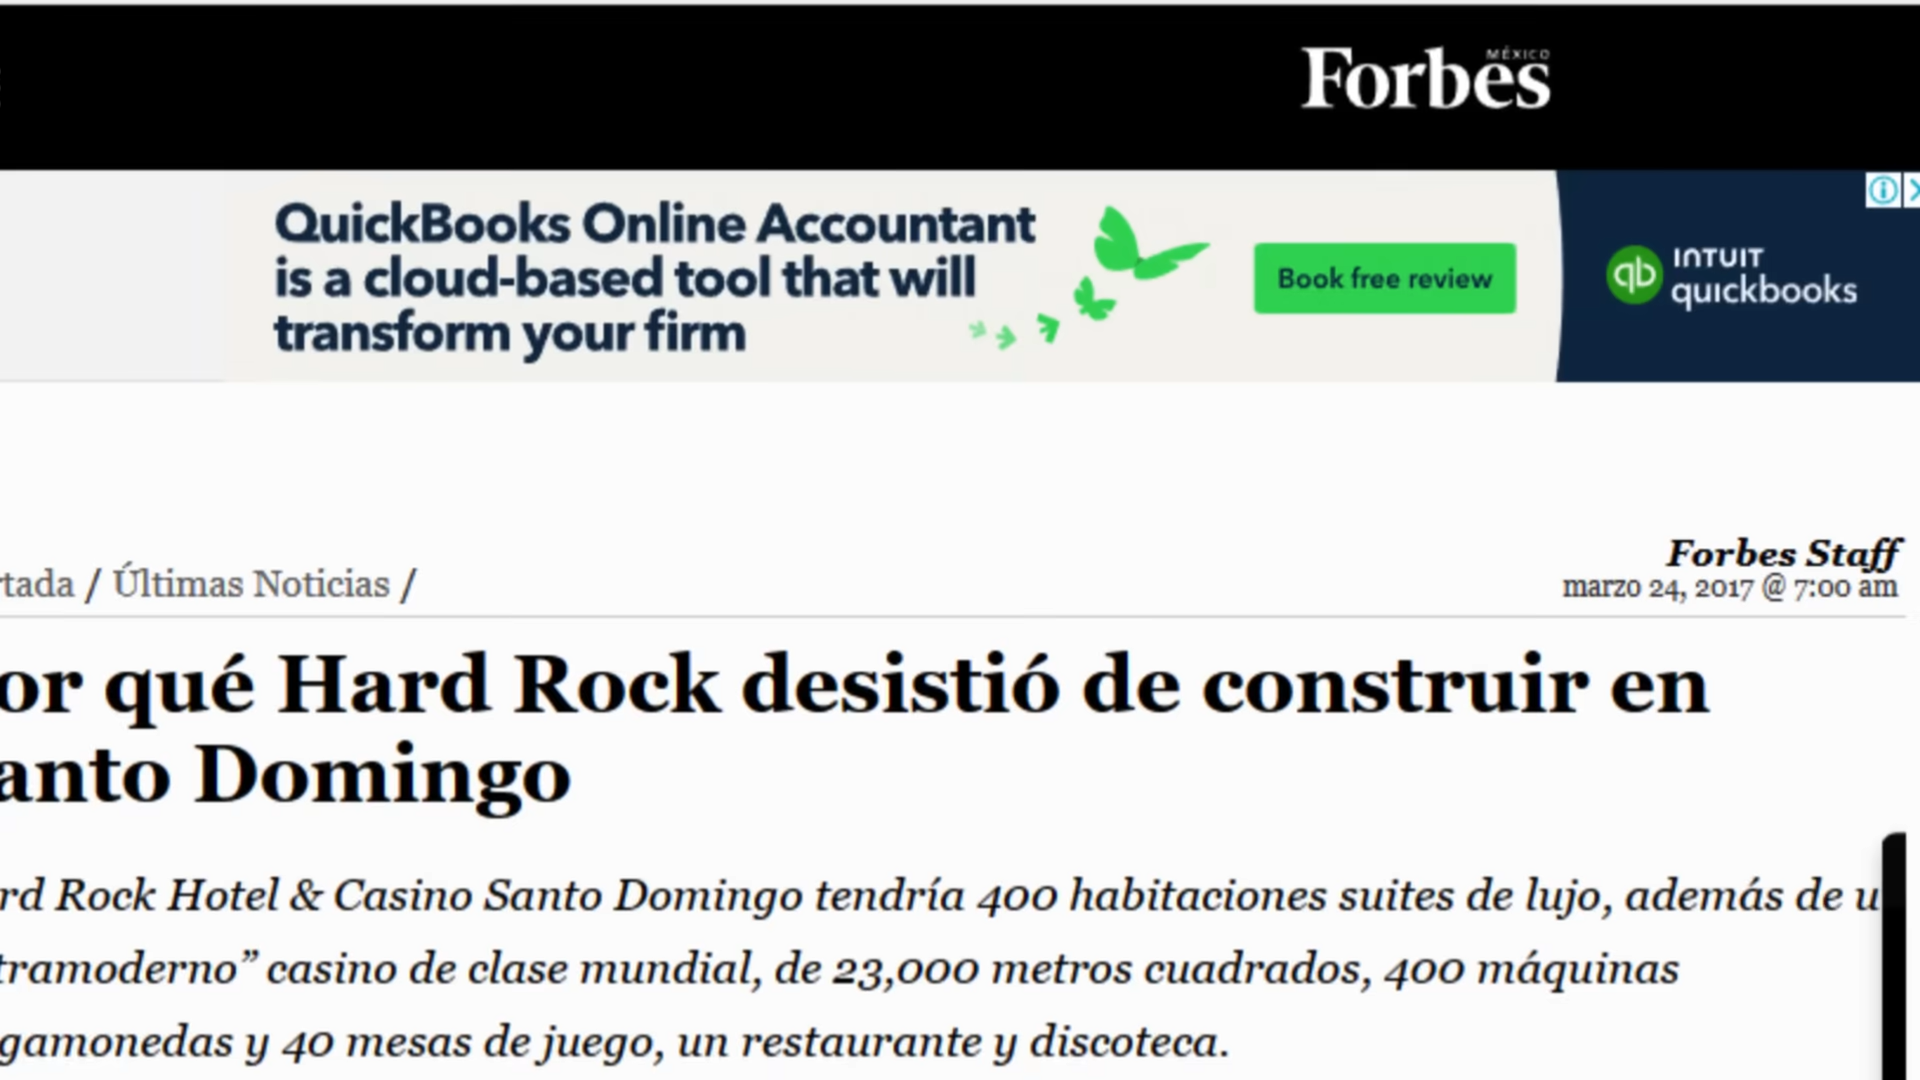 Forbes
MÉXICO
QuickBooks Online Accountant
is a cloud-based tool that will
transform your firm
Book free review
qb INTUIT
quickbooks
rtada / Últimas Noticias /
Forbes Staff
marzo 24, 2017 @ 7:00 am
or qué Hard Rock desistió de construir en
anto Domingo
rd Rock Hotel & Casino Santo Domingo tendría 400 habitaciones suites de lujo, además de u
tramoderno” casino de clase mundial, de 23,000 metros cuadrados, 400 máquinas
gamonedas y 40 mesas de juego, un restaurante y discoteca.